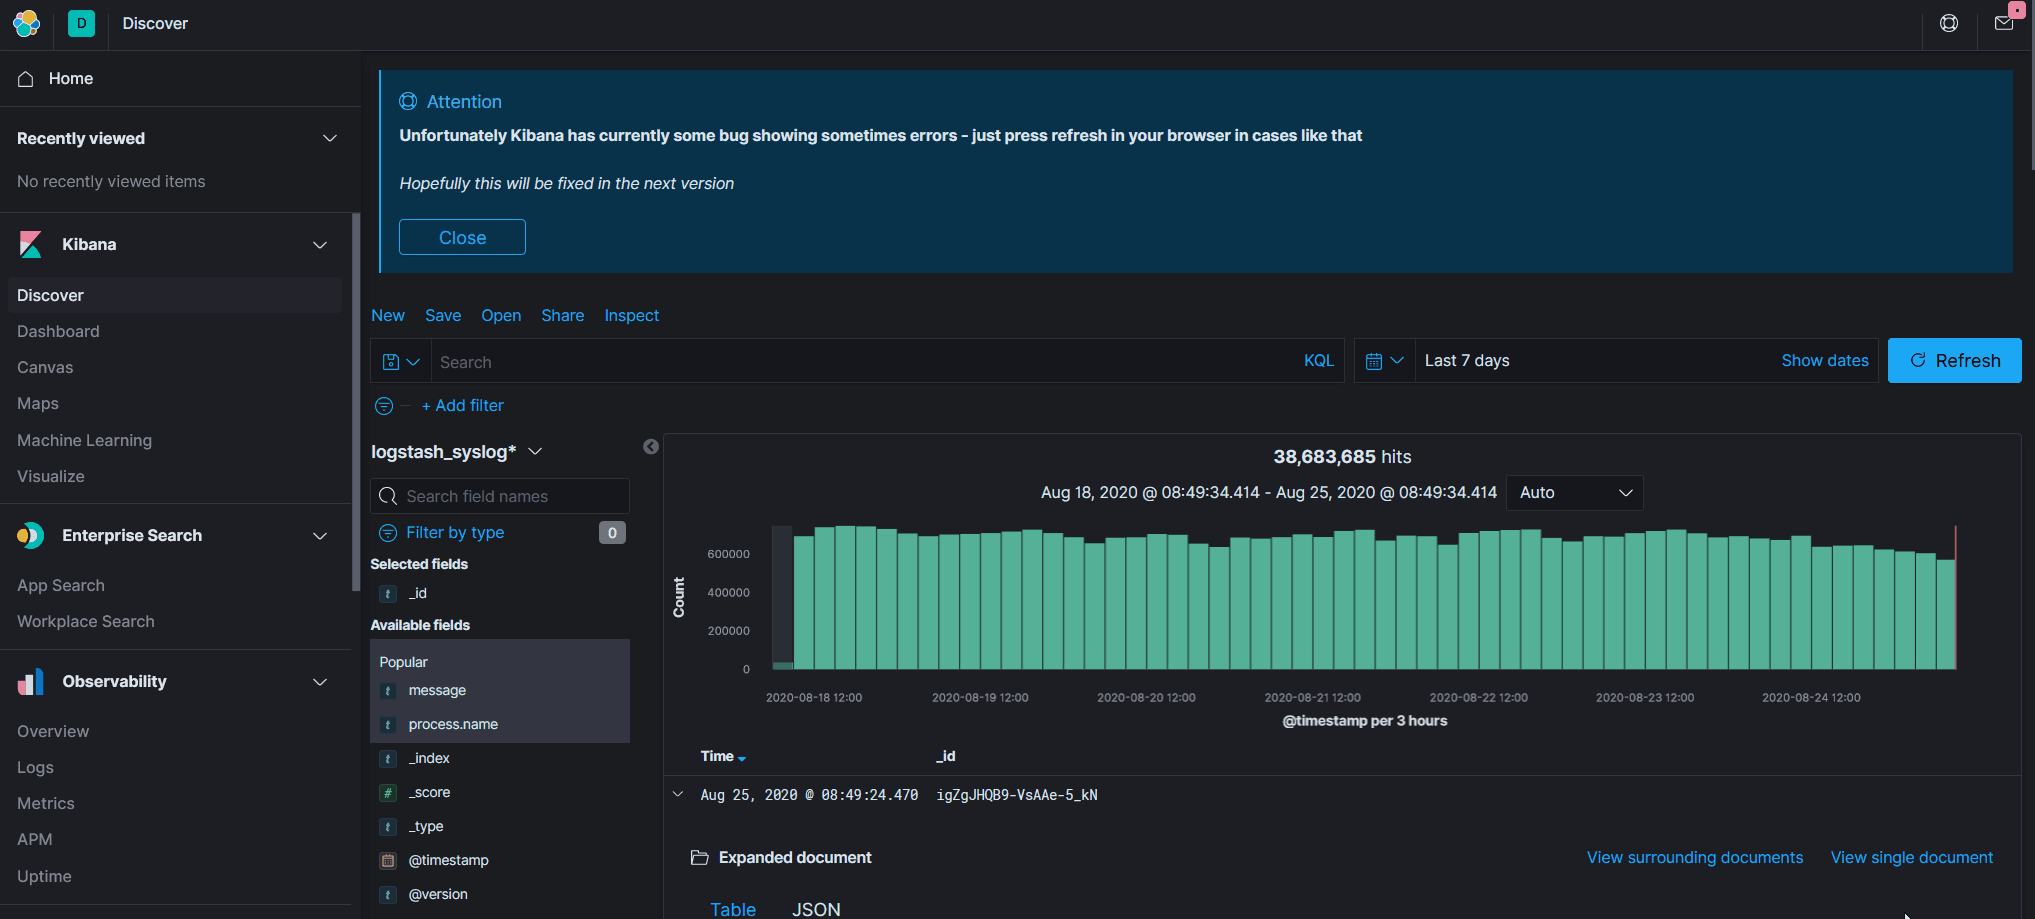 D
Discover
Home
Recently viewed
No recently viewed items
Kibana
Discover
Dashboard
Canvas
Maps
Machine Learning
Visualize
Enterprise Search
App Search
Workplace Search
Observability
Overview
Logs
Metrics
APM
Uptime
Attention
Unfortunately Kibana has currently some bug showing sometimes errors - just press refresh in your browser in cases like that
Hopefully this will be fixed in the next version
Close
New Save Open Share Inspect
Search KQL
Last 7 days Show dates
Refresh
+ Add filter
logstash_syslog*
Search field names
Filter by type 0
Selected fields
t _id
Available fields
Popular
t message
t process.name
t _index
# _score
t _type
@timestamp
t @version
38,683,685 hits
Aug 18, 2020 @ 08:49:34.414 - Aug 25, 2020 @ 08:49:34.414 Auto
Count
600000
400000
200000
0
2020-08-18 12:00 2020-08-19 12:00 2020-08-20 12:00 2020-08-21 12:00 2020-08-22 12:00 2020-08-23 12:00 2020-08-24 12:00
@timestamp per 3 hours
Time _id
Aug 25, 2020 @ 08:49:24.470 igZgJHQB9-VsAAe-5_kN
Expanded document View surrounding documents View single document
Table JSON